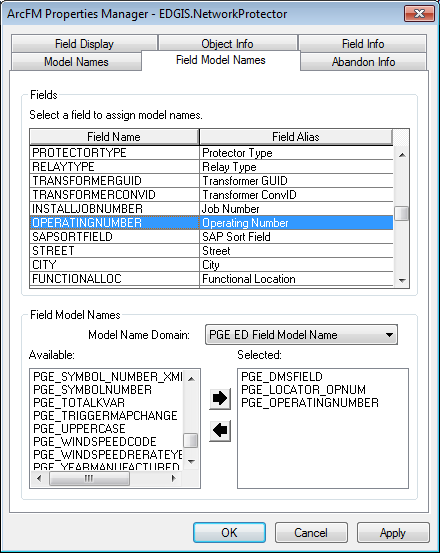 ArcFM Properties Manager - EDGIS.NetworkProtector
Field Display Object Info Field Info
Model Names Field Model Names Abandon Info
Fields
Select a field to assign model names.
Field Name Field Alias
PROTECTORTYPE Protector Type
RELAYTYPE Relay Type
TRANSFORMERGUID Transformer GUID
TRANSFORMERCONVID Transformer ConvID
INSTALLJOBNUMBER Job Number
OPERATINGNUMBER Operating Number
SAPSORTFIELD SAP Sort Field
STREET Street
CITY City
FUNCTIONALLOC Functional Location
Field Model Names
Model Name Domain: PGE ED Field Model Name
Available: Selected:
PGE_SYMBOL_NUMBER_XMI
PGE_SYMBOLNUMBER
PGE_TOTALKVAR
PGE_TRIGGERMAPCHANGE
PGE_UPPERCASE
PGE_WINDSPEEDCODE
PGE_WINDSPEEDRERATEYE
PGE_YEARMANUFACTURED
PGE_DMSFIELD
PGE_LOCATOR_OPNUM
PGE_OPERATINGNUMBER
OK Cancel Apply